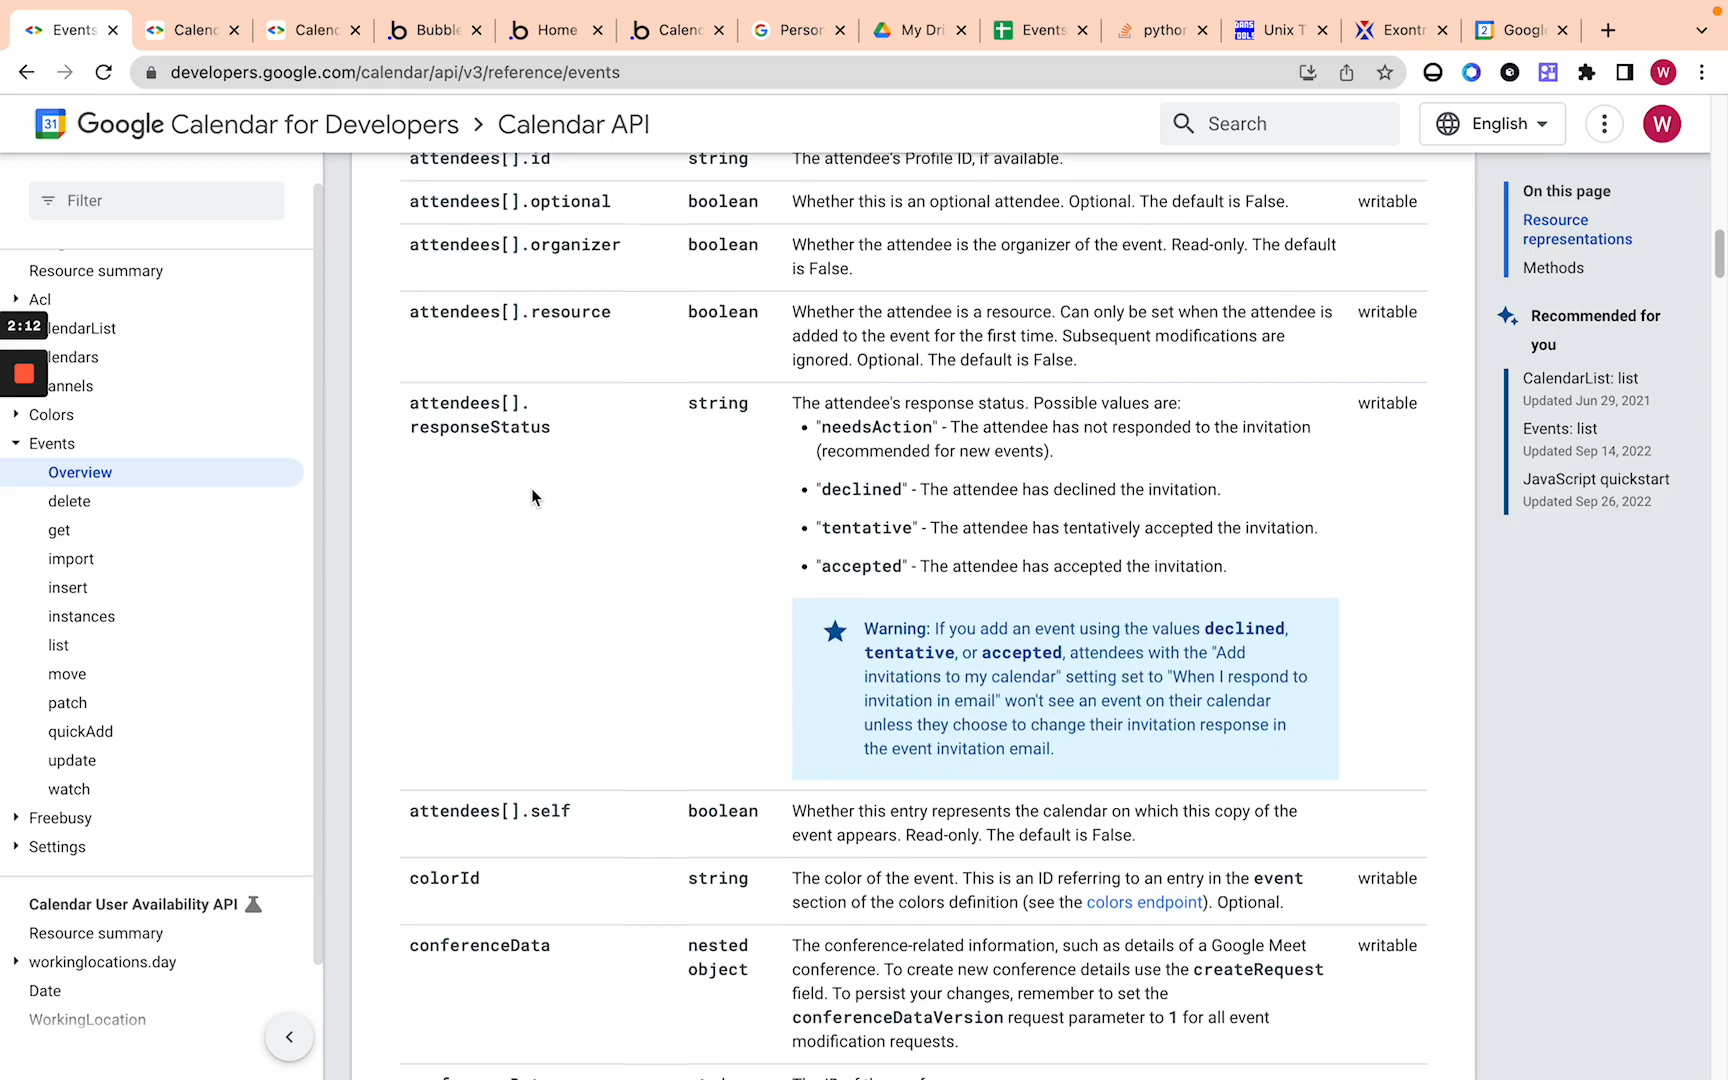 Events
Calend
Calend
Bubble
Home
Calend
Person
My Dri
Events
python
Unix T
Exontr
Googl
developers.google.com/calendar/api/v3/reference/events
W
Google Calendar for Developers > Calendar API
Search
English
W
Filter
Resource summary
Acl
2:12
lendarList
lendars
annels
Colors
Events
Overview
delete
get
import
insert
instances
list
move
patch
quickAdd
update
watch
Freebusy
Settings
Calendar User Availability API
Resource summary
workinglocations.day
Date
WorkingLocation
attendees[].id string The attendee's Profile ID, if available.
attendees[].optional boolean Whether this is an optional attendee. Optional. The default is False. writable
attendees[].organizer boolean Whether the attendee is the organizer of the event. Read-only. The default
is False.
attendees[].resource boolean Whether the attendee is a resource. Can only be set when the attendee is writable
added to the event for the first time. Subsequent modifications are
ignored. Optional. The default is False.
attendees[]. string The attendee's response status. Possible values are: writable
responseStatus • "needsAction" - The attendee has not responded to the invitation
(recommended for new events).
• "declined" - The attendee has declined the invitation.
• "tentative" - The attendee has tentatively accepted the invitation.
• "accepted" - The attendee has accepted the invitation.
Warning: If you add an event using the values declined,
tentative, or accepted, attendees with the "Add
invitations to my calendar" setting set to "When I respond to
invitation in email" won't see an event on their calendar
unless they choose to change their invitation response in
the event invitation email.
attendees[].self boolean Whether this entry represents the calendar on which this copy of the
event appears. Read-only. The default is False.
colorId string The color of the event. This is an ID referring to an entry in the event writable
section of the colors definition (see the colors endpoint). Optional.
conferenceData nested The conference-related information, such as details of a Google Meet writable
object conference. To create new conference details use the createRequest
field. To persist your changes, remember to set the
conferenceDataVersion request parameter to 1 for all event
modification requests.
On this page
Resource
representations
Methods
Recommended for
you
CalendarList: list
Updated Jun 29, 2021
Events: list
Updated Sep 14, 2022
JavaScript quickstart
Updated Sep 26, 2022